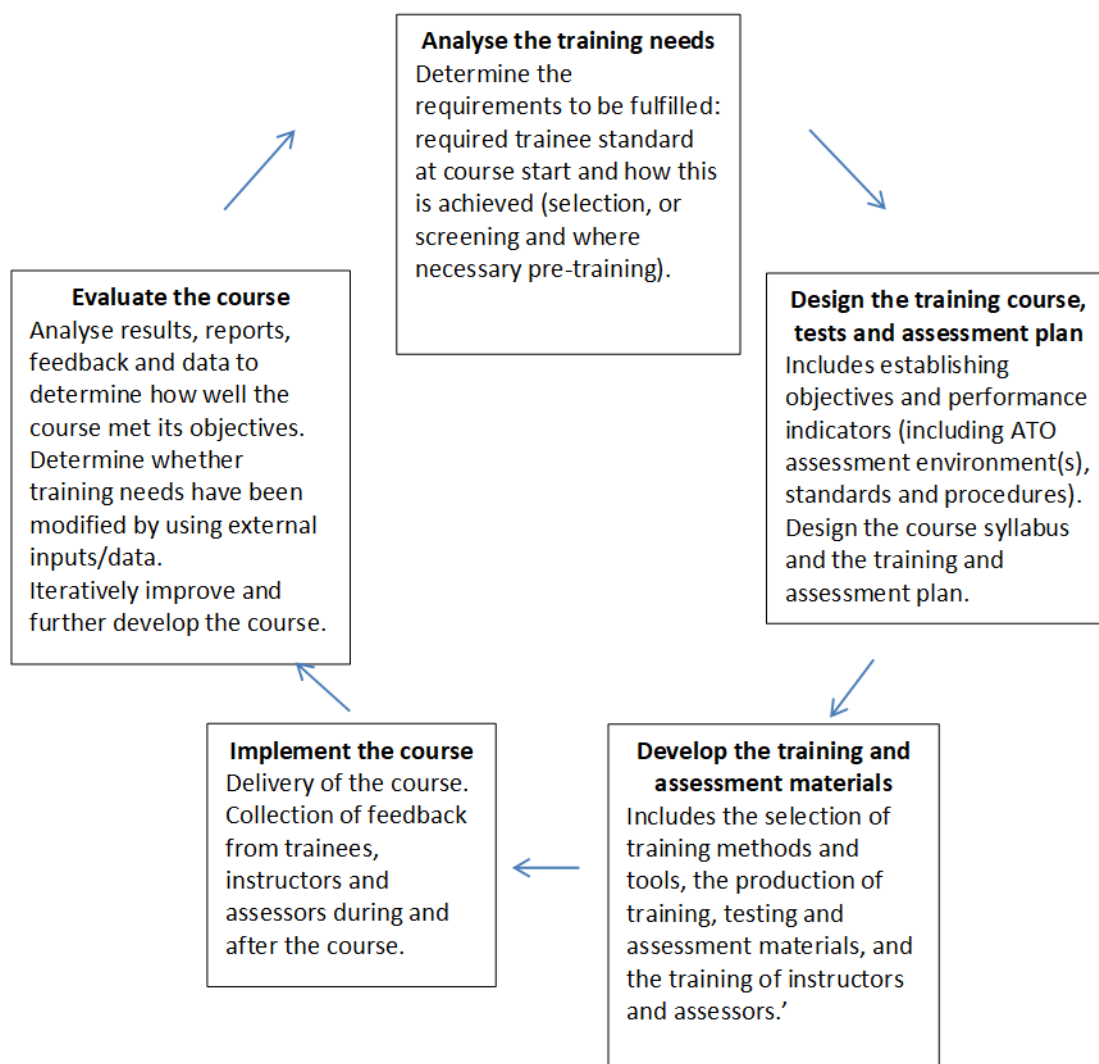 Analyse the training needs
Determine the
requirements to be fulfilled:
required trainee standard
at course start and how this
is achieved (selection, or
screening and where
necessary pre-training).
Design the training course,
tests and assessment plan
Includes establishing
objectives and performance
indicators (including ATO
assessment environment(s),
standards and procedures).
Design the course syllabus
and the training and
assessment plan.
Develop the training and
assessment materials
Includes the selection of
training methods and
tools, the production of
training, testing and
assessment materials, and
the training of instructors
and assessors.’
Implement the course
Delivery of the course.
Collection of feedback
from trainees,
instructors and
assessors during and
after the course.
Evaluate the course
Analyse results, reports,
feedback and data to
determine how well the
course met its objectives.
Determine whether
training needs have been
modified by using external
inputs/data.
Iteratively improve and
further develop the course.